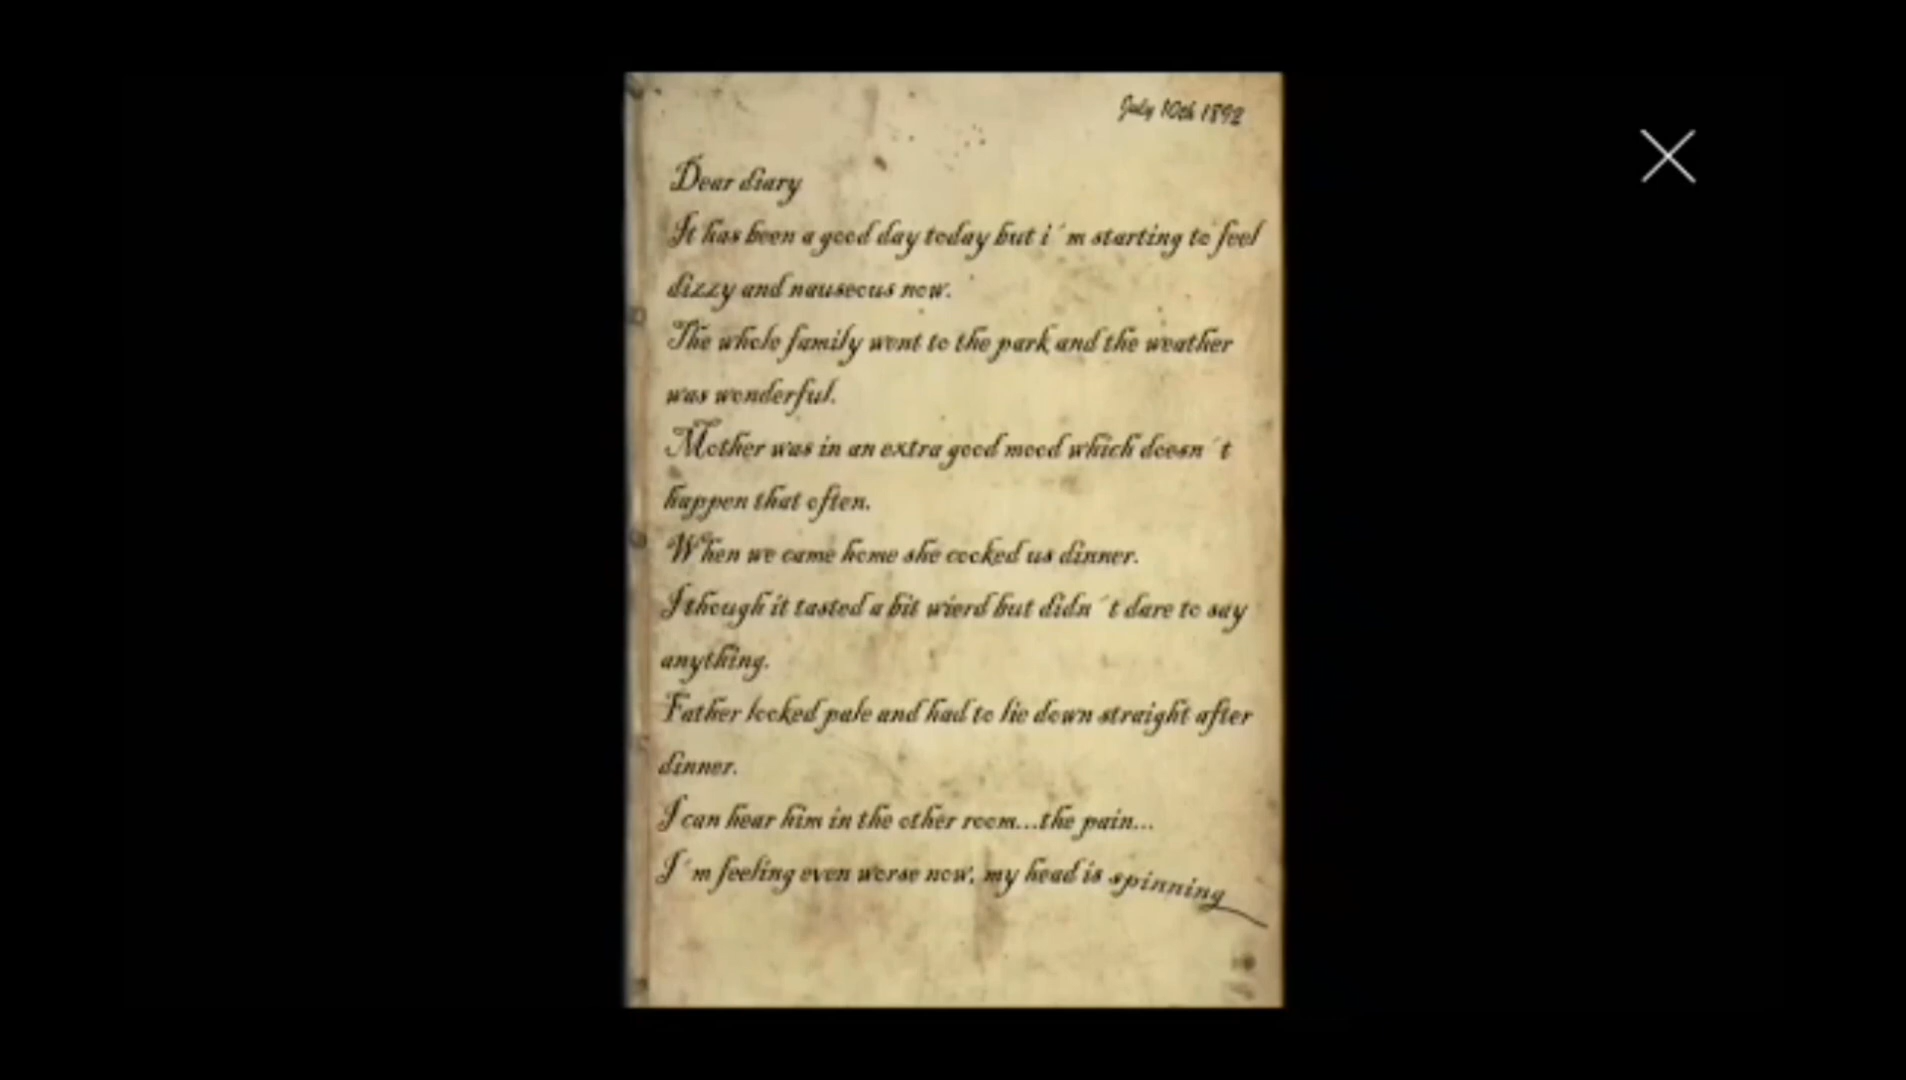 July 10th 1892
Dear diary
It has been a good day today but i´m starting to feel
dizzy and nauseous now.
The whole family went to the park and the weather
was wonderful.
Mother was in an extra good mood which doesn´t
happen that often.
When we came home she cooked us dinner.
I though it tasted a bit wierd but didn´t dare to say
anything.
Father looked pale and had to lie down straight after
dinner.
I can hear him in the other room...the pain...
I´m feeling even worse now, my head is spinning